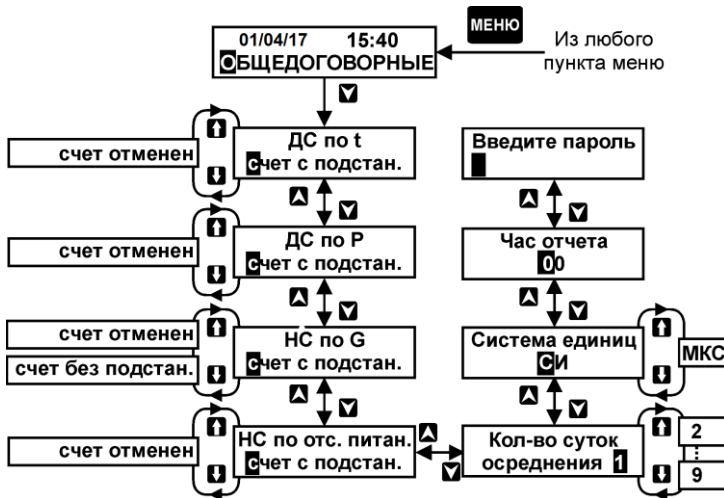 МЕНЮ
01/04/17 15:40
ОБЩЕДОГОВОРНЫЕ
Из любого
пункта меню
счет отменен
ДС по t
счет с подстан.
Введите пароль
счет отменен
ДС по P
счет с подстан.
Час отчета
00
счет отменен
счет без подстан.
НС по G
счет с подстан.
Система единиц
СИ
МКС
счет отменен
НС по отс. питан.
счет с подстан.
Кол-во суток
осреднения 1
2
9